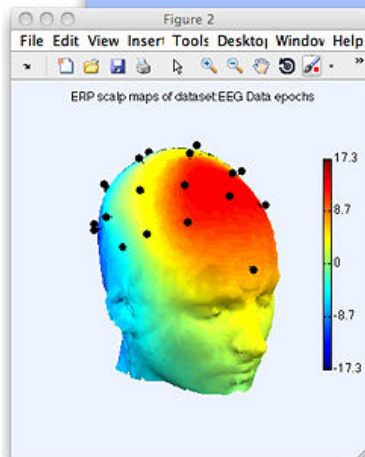 Figure 2
File Edit View Insert Tools Desktop Window Help
ERP scalp maps of dataset:EEG Data epochs
17.3
8.7
0
-8.7
-17.3